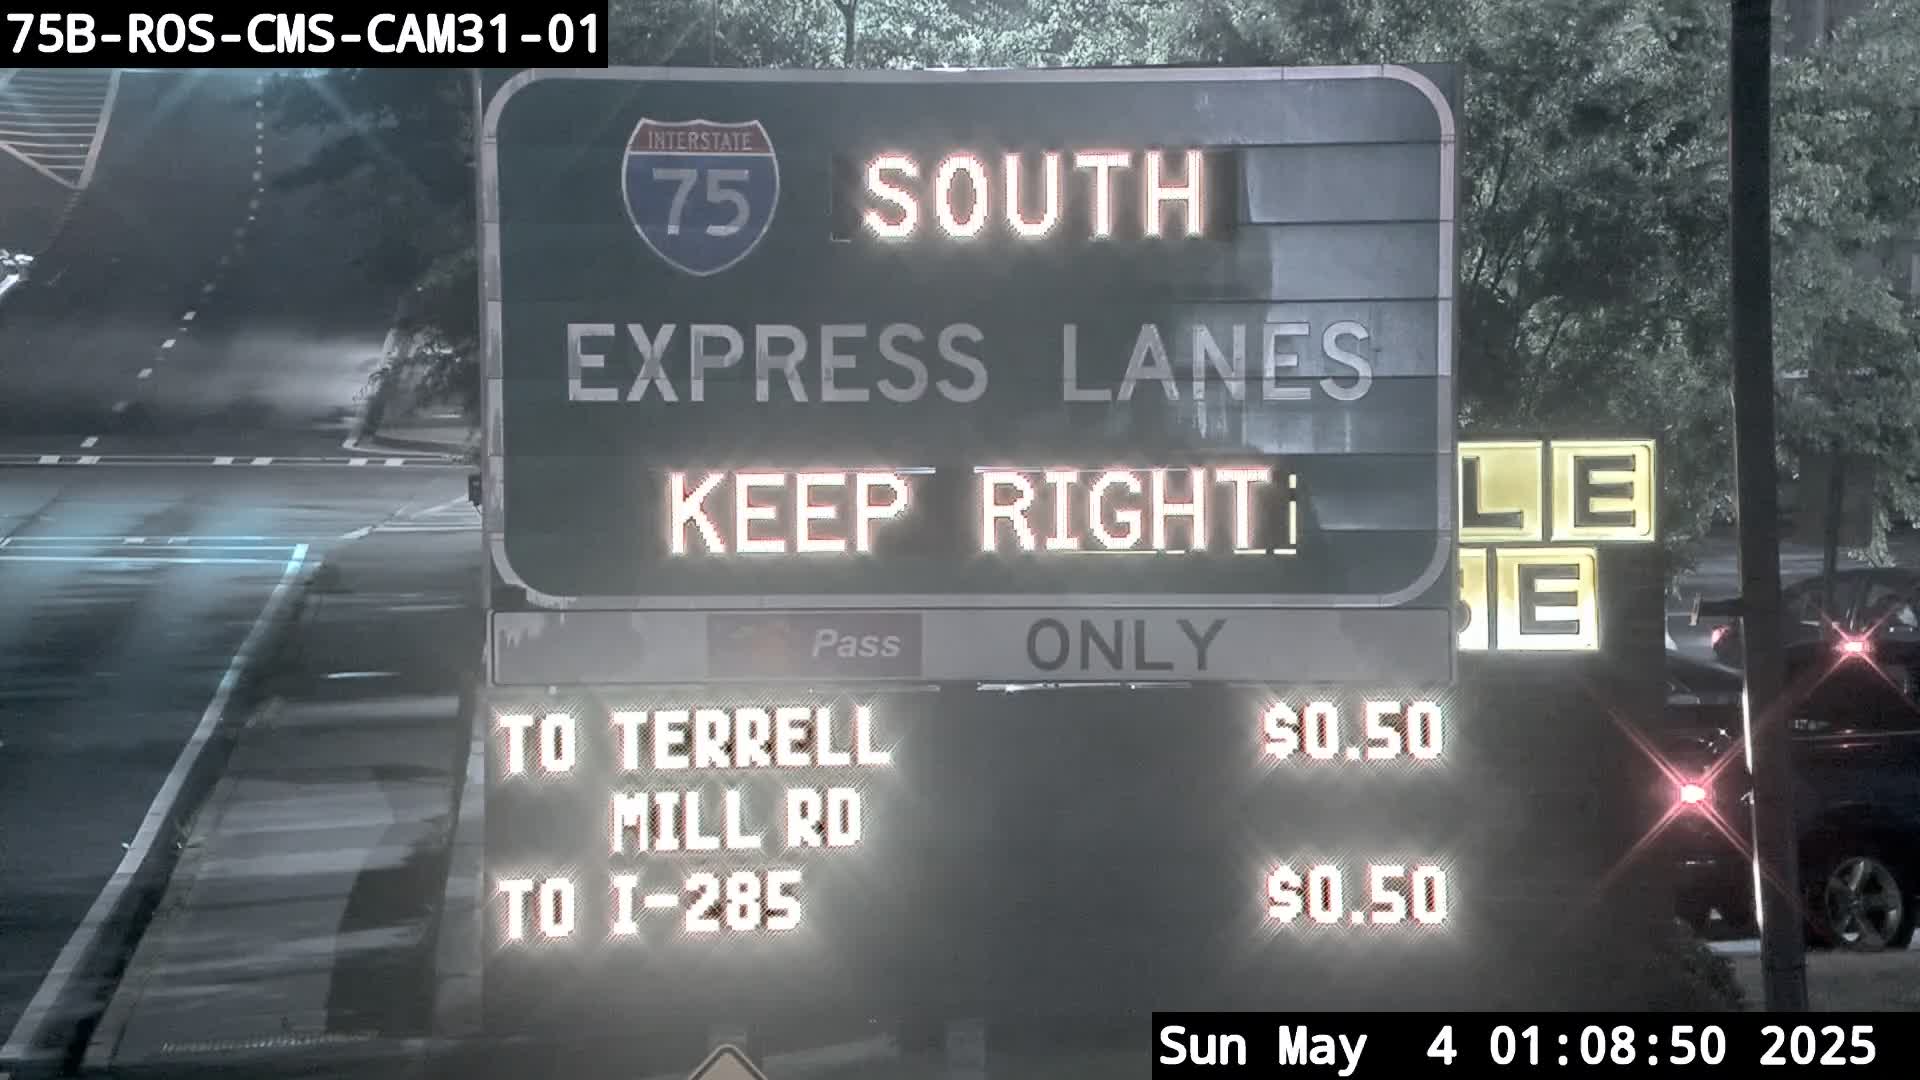 75B-ROS-CMS-CAM31-01
INTERSTATE
75
SOUTH
EXPRESS LANES
KEEP RIGHT
Pass ONLY
TO TERRELL $0.50
MILL RD
TO I-285 $0.50
LE
E
Sun May 4 01:08:50 2025